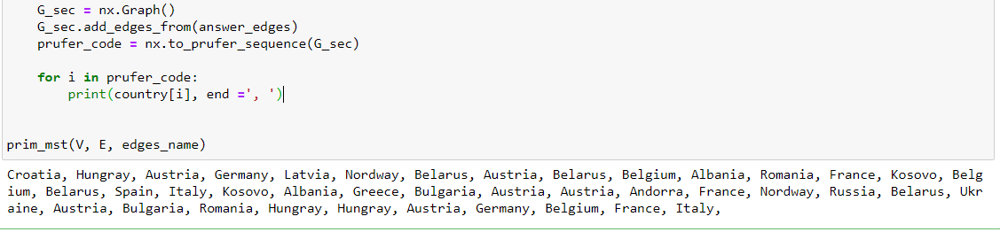 G_sec = nx.Graph()
G_sec.add_edges_from(answer_edges)
prufer_code = nx.to_prufer_sequence(G_sec)
for i in prufer_code:
print(country[i], end =', ')
prim_mst(V, E, edges_name)
Croatia, Hungray, Austria, Germany, Latvia, Nordway, Belarus, Austria, Belarus, Belgium, Albania, Romania, France, Kosovo, Belg
ium, Belarus, Spain, Italy, Kosovo, Albania, Greece, Bulgaria, Austria, Austria, Andorra, France, Nordway, Russia, Belarus, Ukr
aine, Austria, Bulgaria, Romania, Hungray, Hungray, Austria, Germany, Belgium, France, Italy,